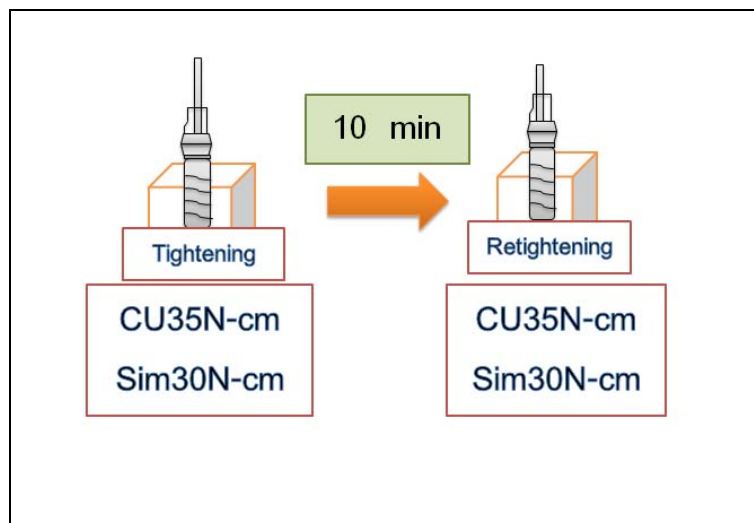 10 min
Tightening
Retightening
CU35N-cm
Sim30N-cm
CU35N-cm
Sim30N-cm